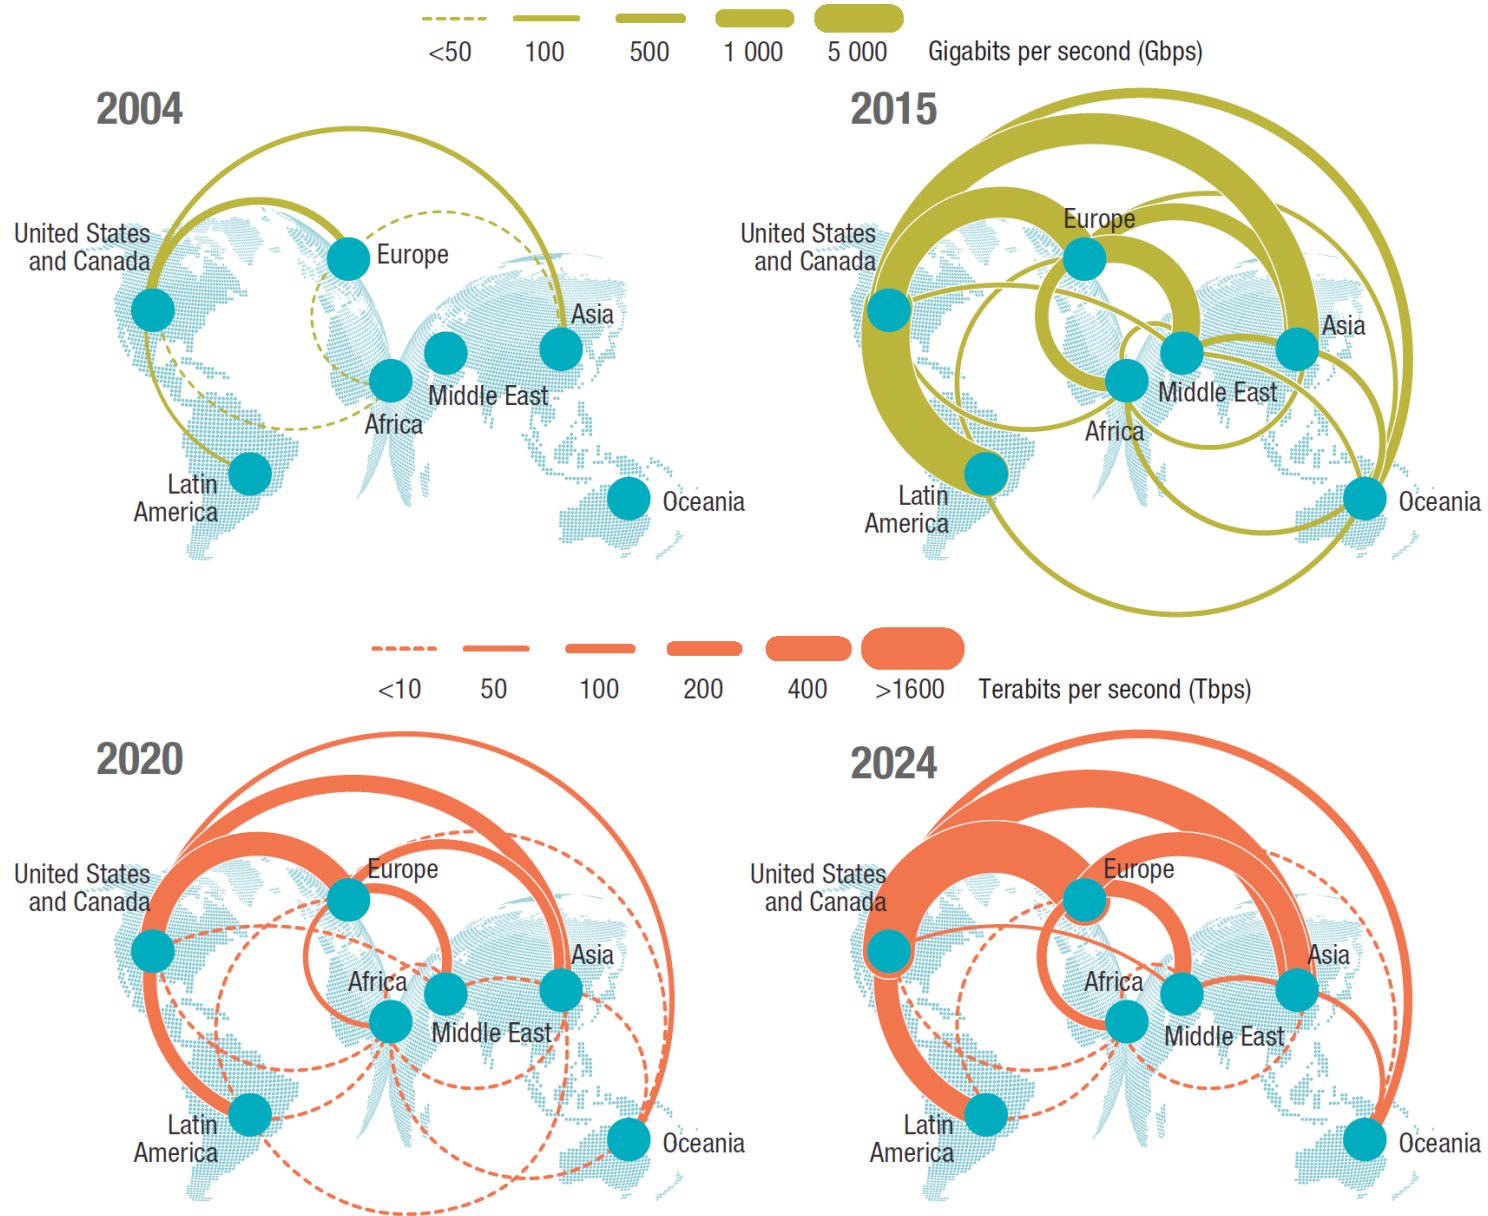 <50 100 500 1 000 5 000 Gigabits per second (Gbps)
2004
United States
and Canada
Europe
Asia
Middle East
Africa
Latin
America
Oceania
2015
United States
and Canada
Europe
Asia
Middle East
Africa
Latin
America
Oceania
<10 50 100 200 400 >1600 Terabits per second (Tbps)
2020
United States
and Canada
Europe
Asia
Africa
Middle East
Latin
America
Oceania
2024
United States
and Canada
Europe
Asia
Africa
Middle East
Latin
America
Oceania